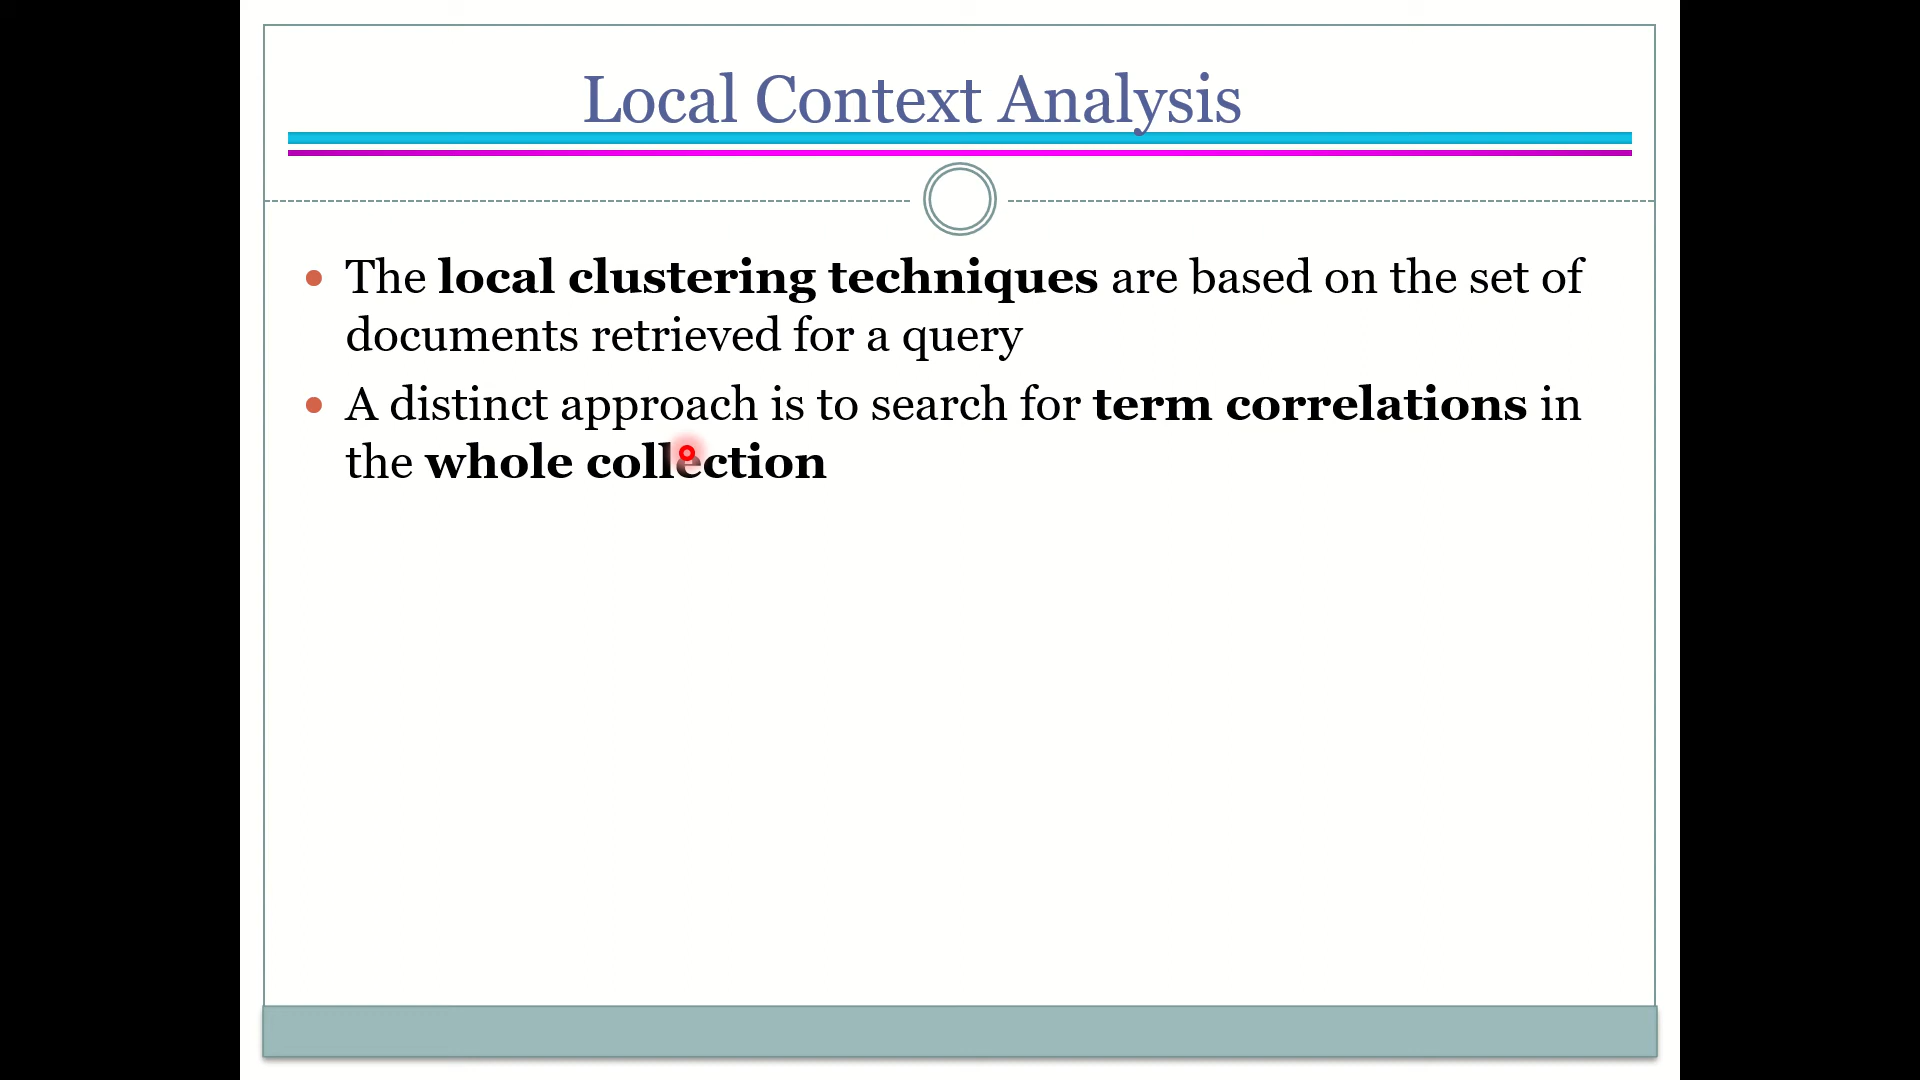 Local Context Analysis
The local clustering techniques are based on the set of
documents retrieved for a query
A distinct approach is to search for term correlations in
the whole collection